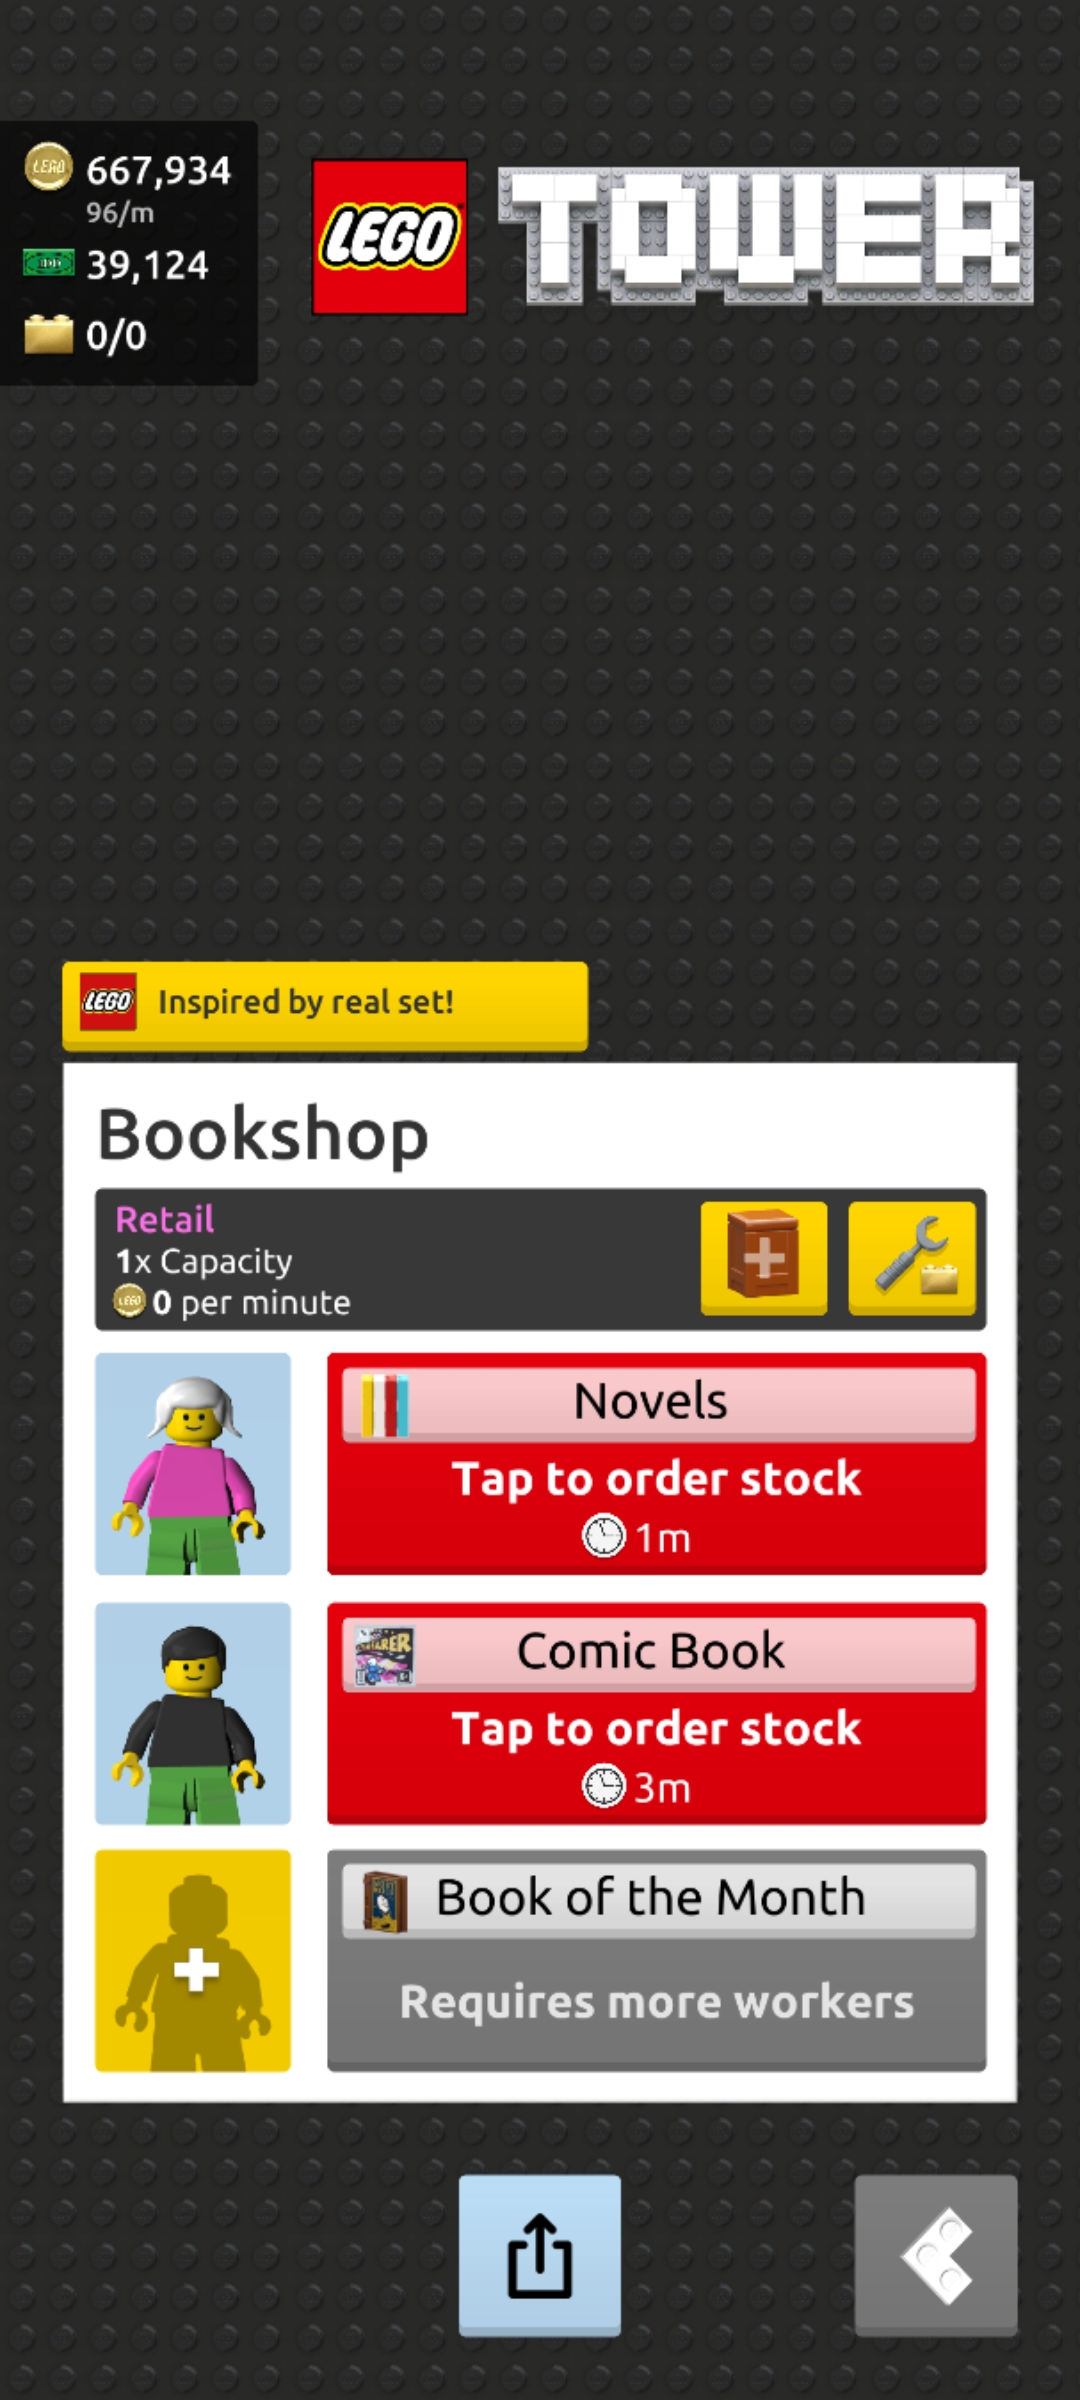 667,934
96/m
39,124
0/0
LEGO
TOWER
LEGO
Inspired by real set!
Bookshop
Retail
1x Capacity
0 per minute
Novels
Tap to order stock
1m
Comic Book
Tap to order stock
3m
Book of the Month
Requires more workers